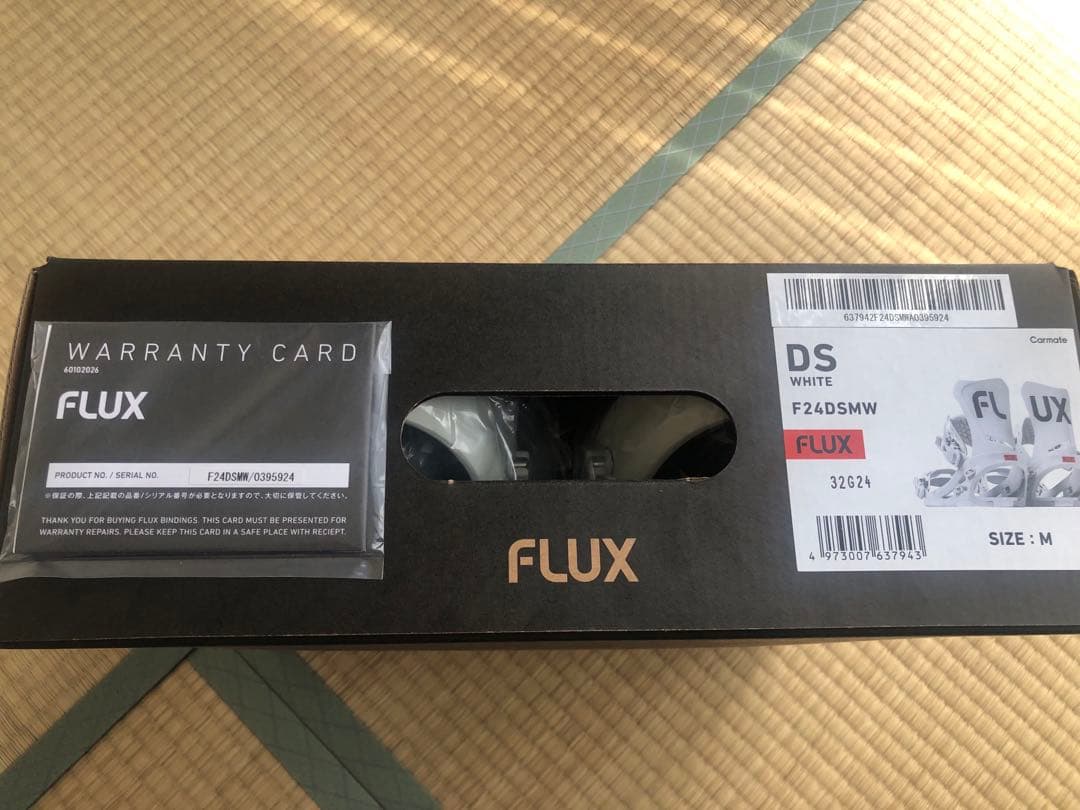 WARRANTY CARD
60102026
FLUX
PRODUCT NO. / SERIAL NO. F24DSMW/0395924
※保証の際、上記記載の品番/シリアル番号が必要となりますので、大切に保管してください。
THANK YOU FOR BUYING FLUX BINDINGS. THIS CARD MUST BE PRESENTED FOR
WARRANTY REPAIRS. PLEASE KEEP THIS CARD IN A SAFE PLACE WITH RECIEPT.
FLUX
637942F24DSMWA0395924
Carmate
DS
WHITE
F24DSMW
FLUX
32G24
FL UX
4 973007 637943
SIZE : M